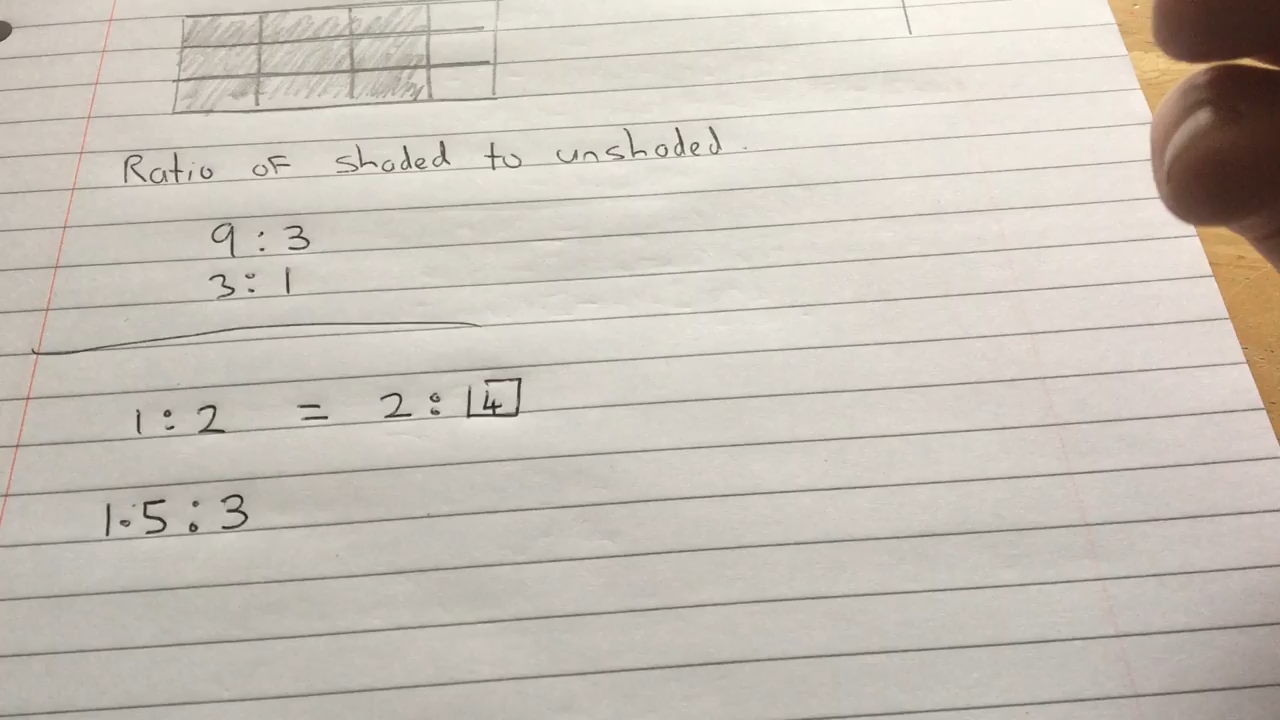 Ratio of shaded to unshaded.
9 : 3
3 : 1
1 : 2 = 2 : 4
1.5 : 3